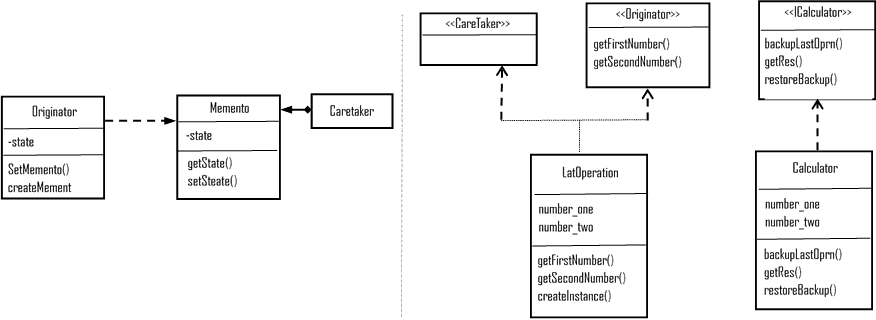 Originator
-state
SetMemento()
createMement
Memento
-state
getState()
setSteate()
Caretaker
<<CareTaker>>
<<Originator>>
getFirstNumber()
getSecondNumber()
<<ICalculator>>
backupLastOprn()
getRes()
restoreBackup()
LatOperation
number_one
number_two
getFirstNumber()
getSecondNumber()
createInstance()
Calculator
number_one
number_two
backupLastOprn()
getRes()
restoreBackup()